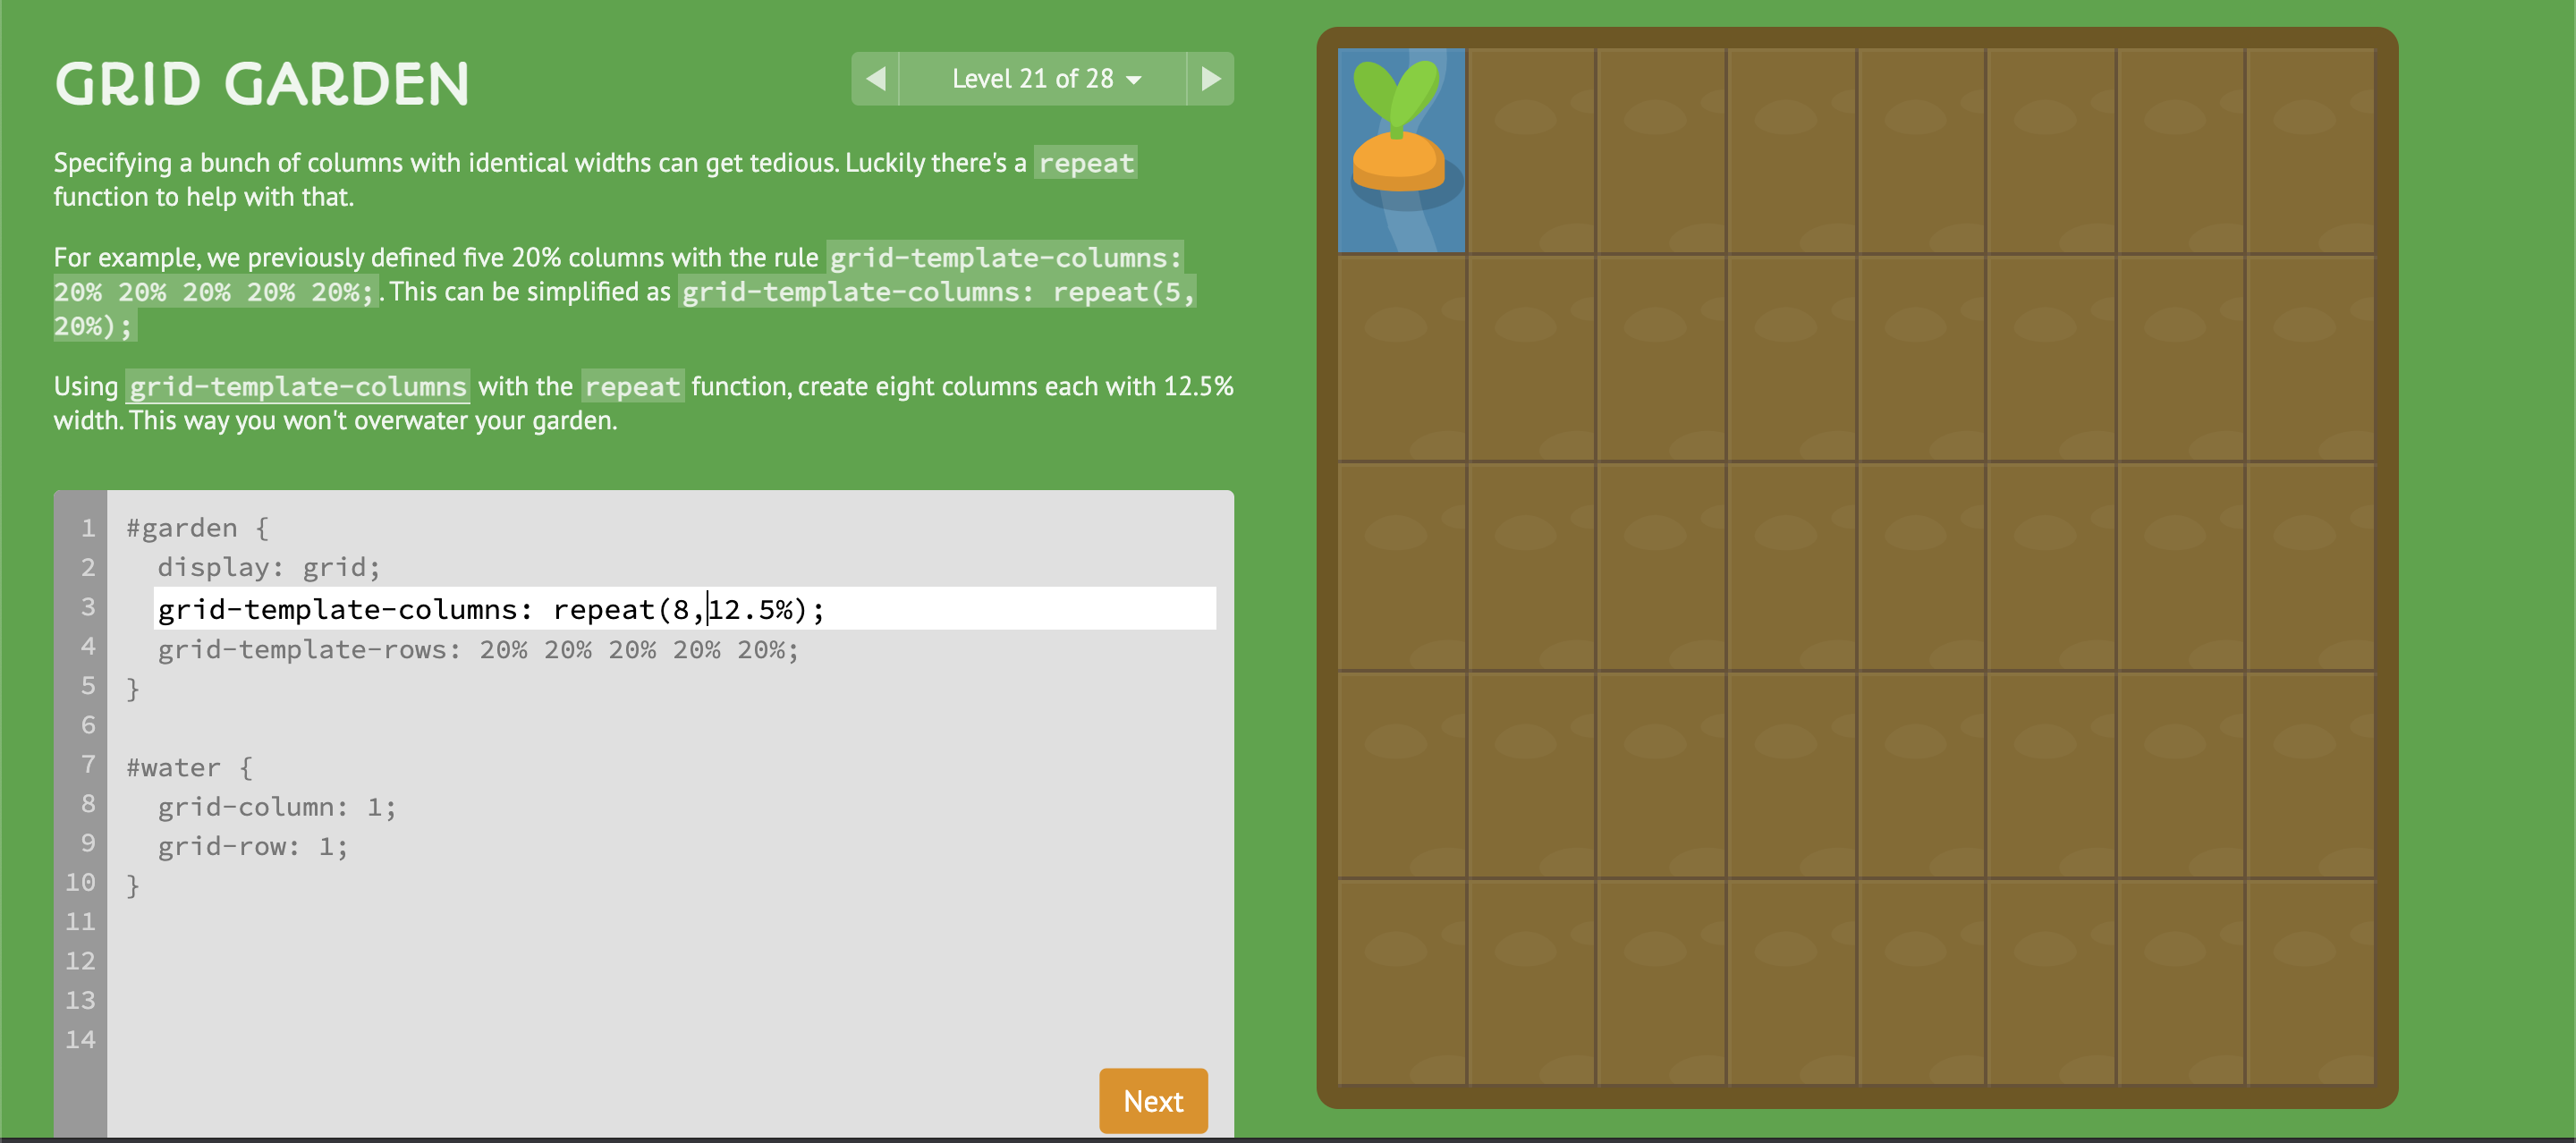 GRID GARDEN
Level 21 of 28
Specifying a bunch of columns with identical widths can get tedious. Luckily there's a repeat
function to help with that.
For example, we previously defined five 20% columns with the rule grid-template-columns:
20% 20% 20% 20% 20%;. This can be simplified as grid-template-columns: repeat(5,
20%);
Using grid-template-columns with the repeat function, create eight columns each with 12.5%
width. This way you won't overwater your garden.
1 #garden {
2 display: grid;
3 grid-template-columns: repeat(8,12.5%);
4 grid-template-rows: 20% 20% 20% 20% 20%;
5 }
6
7 #water {
8 grid-column: 1;
9 grid-row: 1;
10 }
11
12
13
14
Next